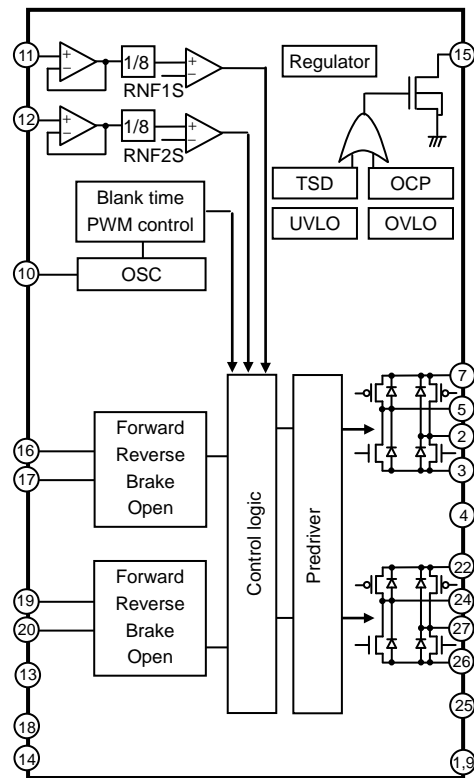 11
+
−
1/8
+
−
RNF1S
Regulator
15
12
+
−
1/8
+
−
RNF2S
TSD
OCP
UVLO
OVLO
Blank time
PWM control
10
OSC
7
5
2
3
4
16
17
Forward
Reverse
Brake
Open
Control logic
Predriver
22
24
27
26
25
19
20
Forward
Reverse
Brake
Open
13
18
14
1,9